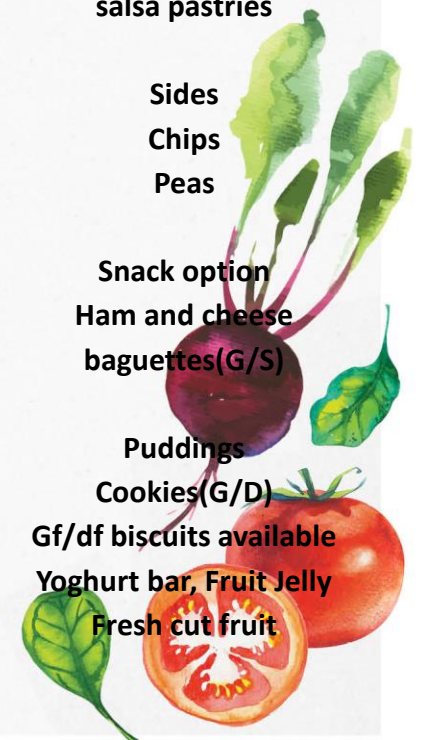 salsa pastries
Sides
Chips
Peas
Snack option
Ham and cheese
baguettes(G/S)
Puddings
Cookies(G/D)
Gf/df biscuits available
Yoghurt bar, Fruit Jelly
Fresh cut fruit